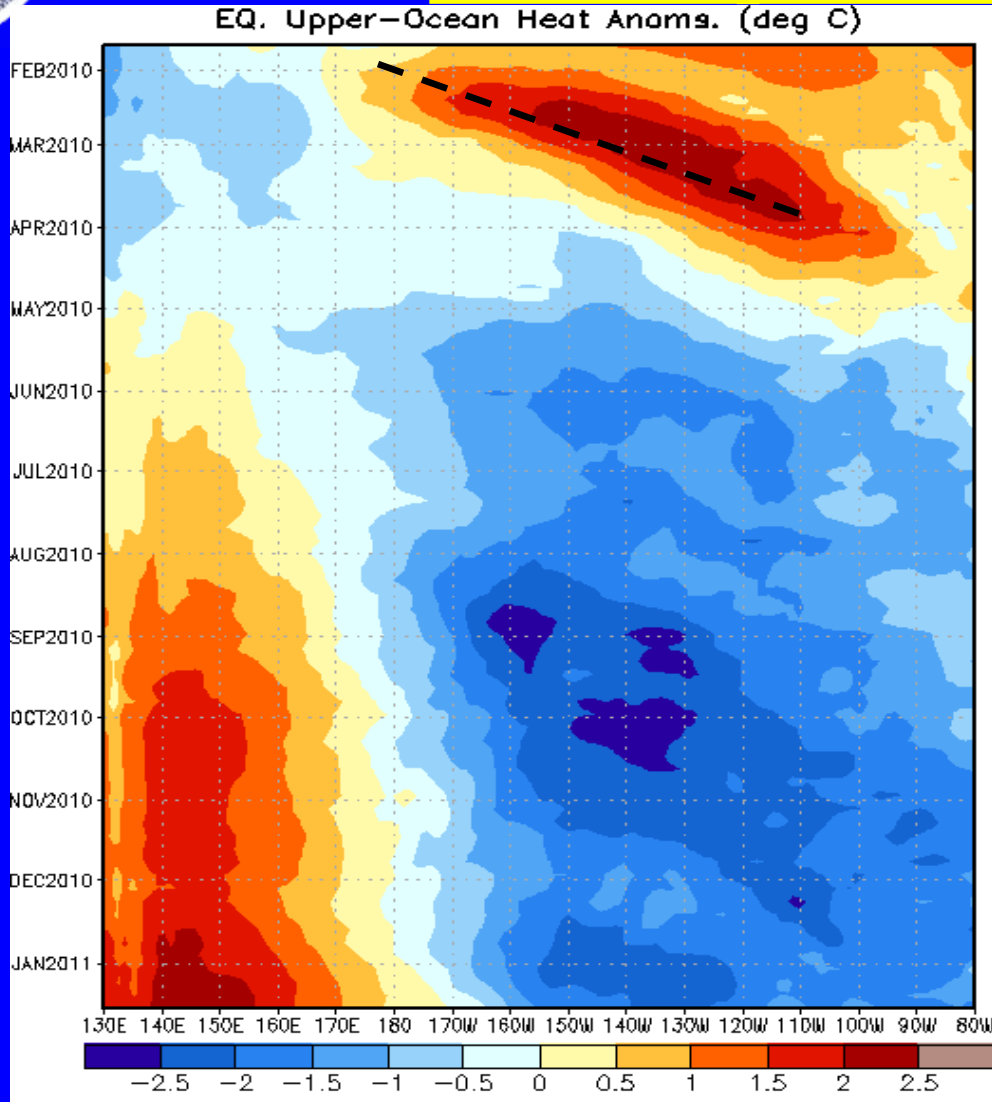 EQ. Upper-Ocean Heat Anoms. (deg C)
FEB2010
MAR2010
APR2010
MAY2010
JUN2010
JUL2010
AUG2010
SEP2010
OCT2010
NOV2010
DEC2010
JAN2011
130E 140E 150E 160E 170E 180 170W 160W 150W 140W 130W 120W 110W 100W 90W 80W
-2.5 -2 -1.5 -1 -0.5 0 0.5 1 1.5 2 2.5